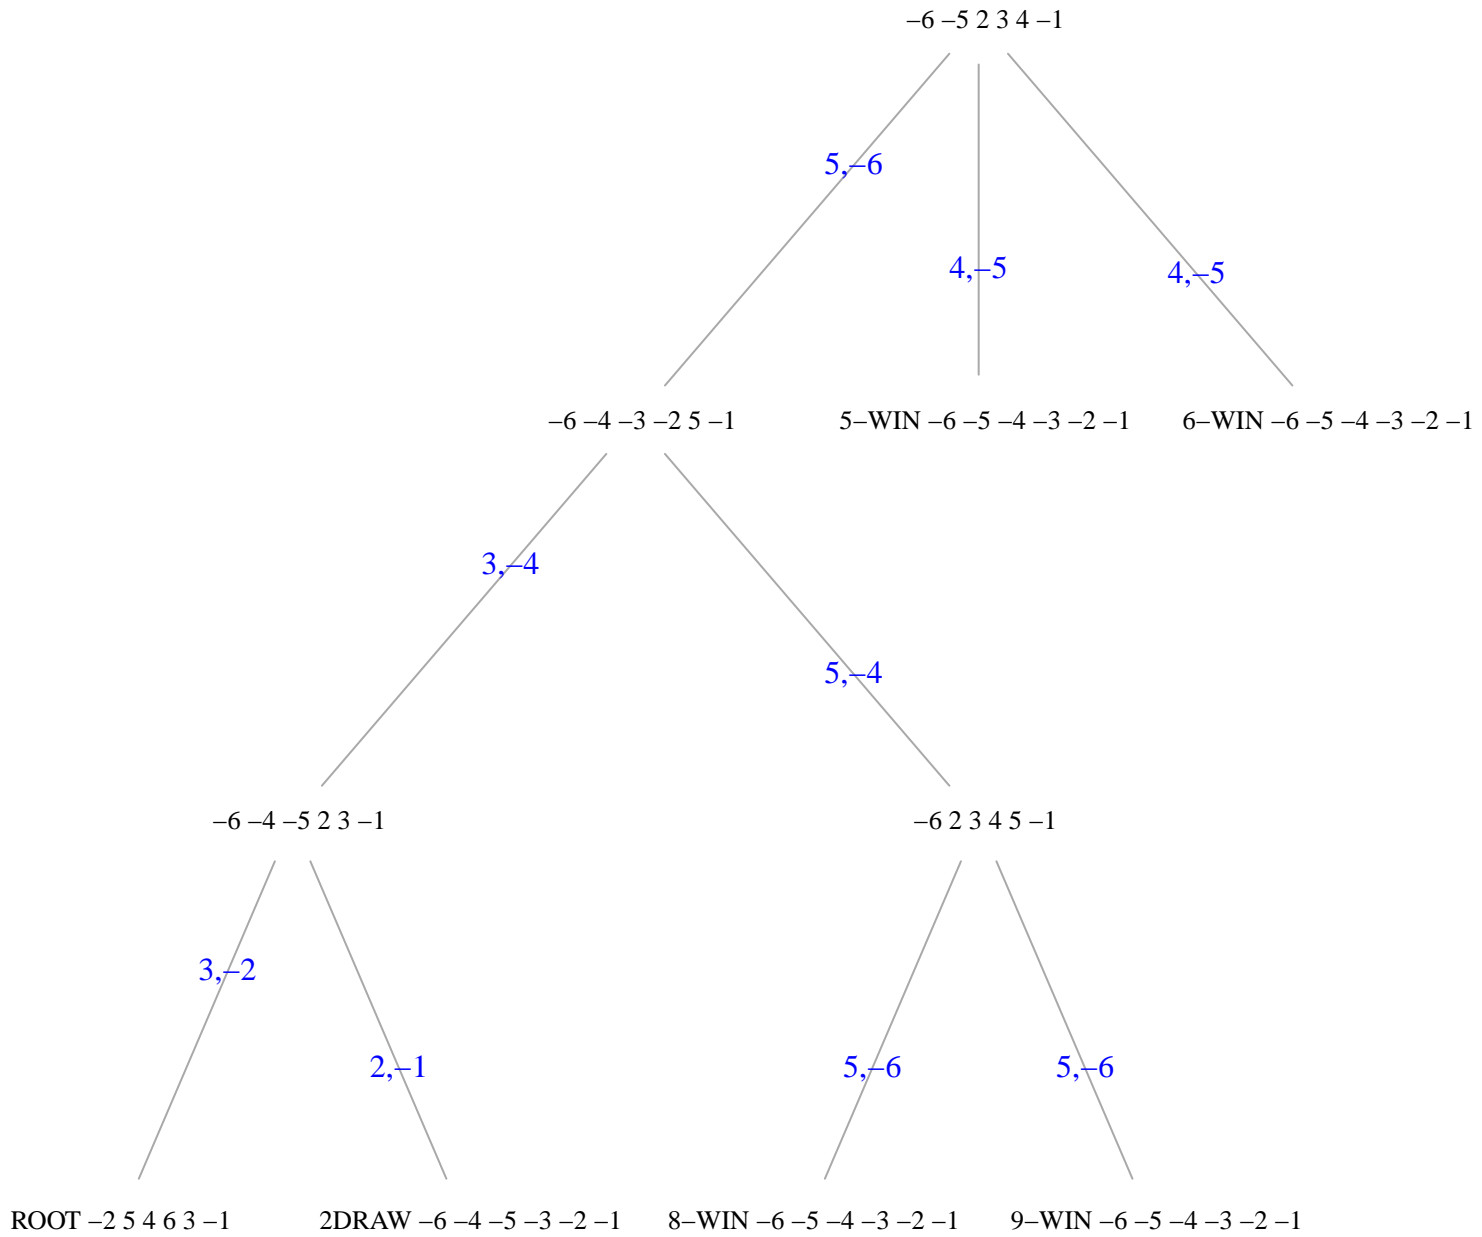 –6 –5 2 3 4 –1
5,–6
4,–5
4,–5
–6 –4 –3 –2 5 –1
5–WIN –6 –5 –4 –3 –2 –1
6–WIN –6 –5 –4 –3 –2 –1
3,–4
5,–4
–6 –4 –5 2 3 –1
–6 2 3 4 5 –1
3,–2
2,–1
5,–6
5,–6
ROOT –2 5 4 6 3 –1
2DRAW –6 –4 –5 –3 –2 –1
8–WIN –6 –5 –4 –3 –2 –1
9–WIN –6 –5 –4 –3 –2 –1